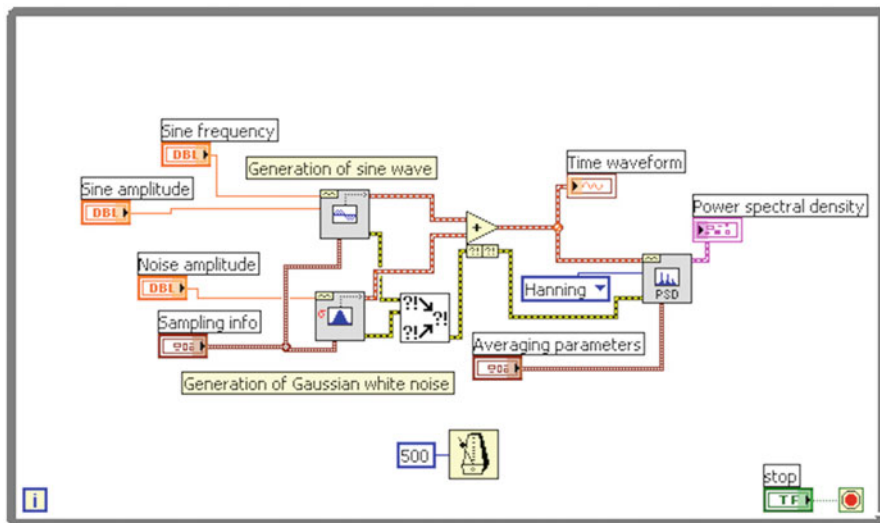 Sine frequency
DBL
Generation of sine wave
Time waveform
Sine amplitude
DBL
Power spectral density
+
Noise amplitude
DBL
?! ?!
Hanning
PSD
?! ?!
?!
Sampling info
Averaging parameters
Generation of Gaussian white noise
σ
500
stop
TF
i